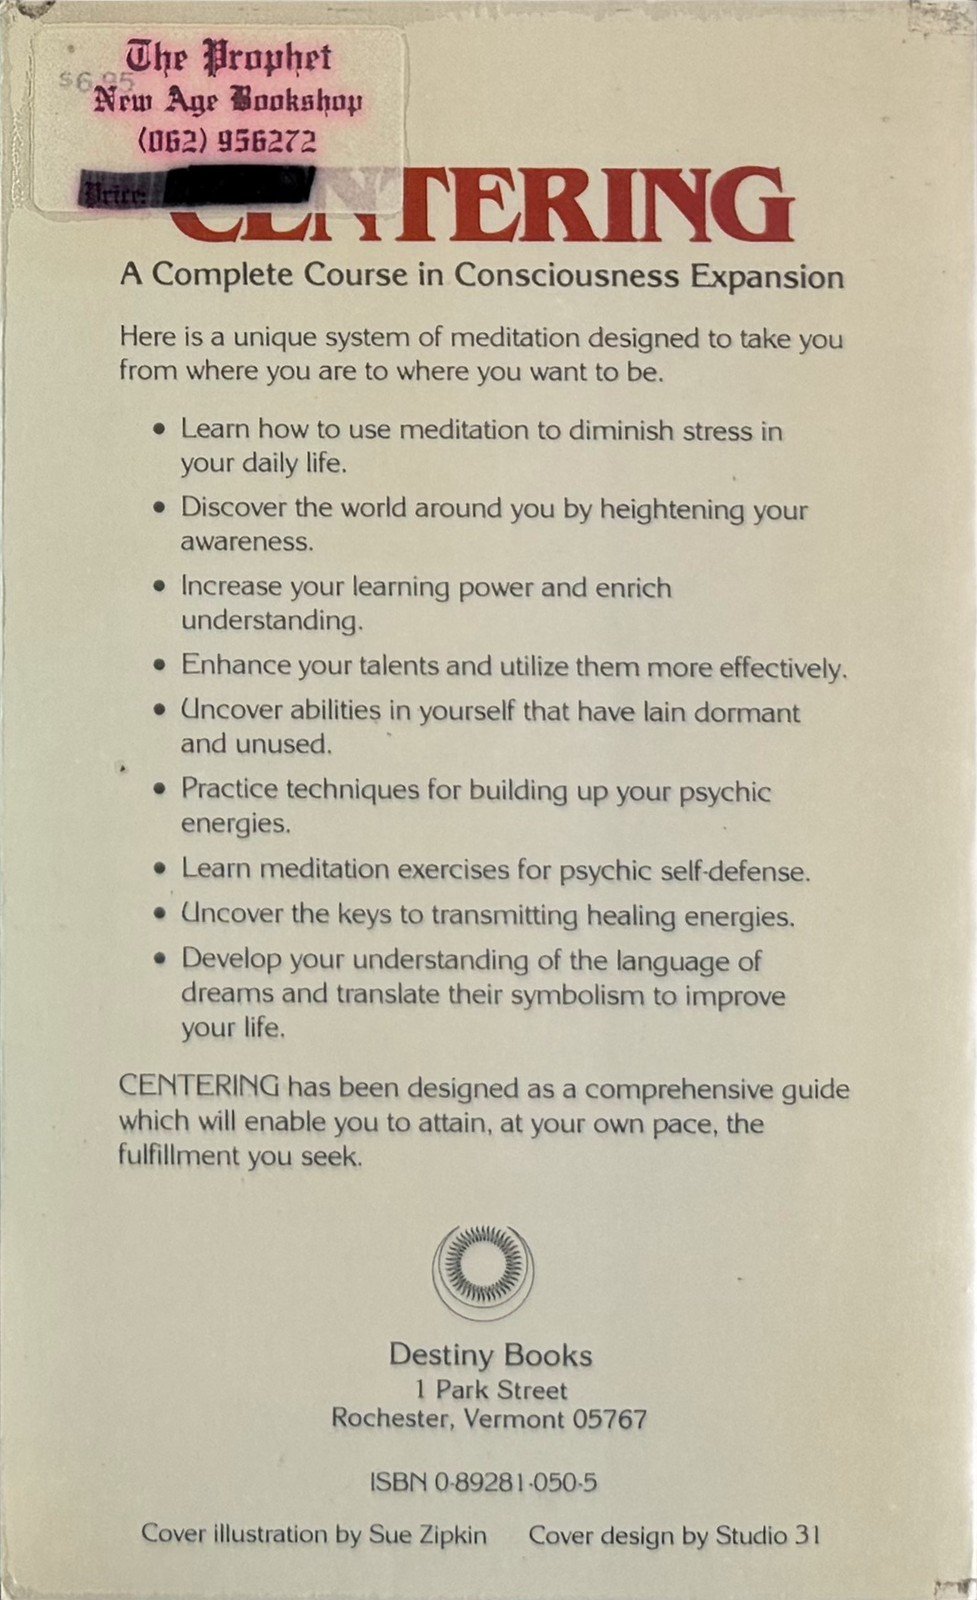 The Prophet
$6.95
New Age Bookshop
(062) 956272
Price:
CENTERING
A Complete Course in Consciousness Expansion
Here is a unique system of meditation designed to take you
from where you are to where you want to be.
• Learn how to use meditation to diminish stress in
your daily life.
• Discover the world around you by heightening your
awareness.
• Increase your learning power and enrich
understanding.
• Enhance your talents and utilize them more effectively.
• Uncover abilities in yourself that have lain dormant
and unused.
• Practice techniques for building up your psychic
energies.
• Learn meditation exercises for psychic self-defense.
• Uncover the keys to transmitting healing energies.
• Develop your understanding of the language of
dreams and translate their symbolism to improve
your life.
CENTERING has been designed as a comprehensive guide
which will enable you to attain, at your own pace, the
fulfillment you seek.
Destiny Books
1 Park Street
Rochester, Vermont 05767
ISBN 0-89281-050-5
Cover illustration by Sue Zipkin Cover design by Studio 31